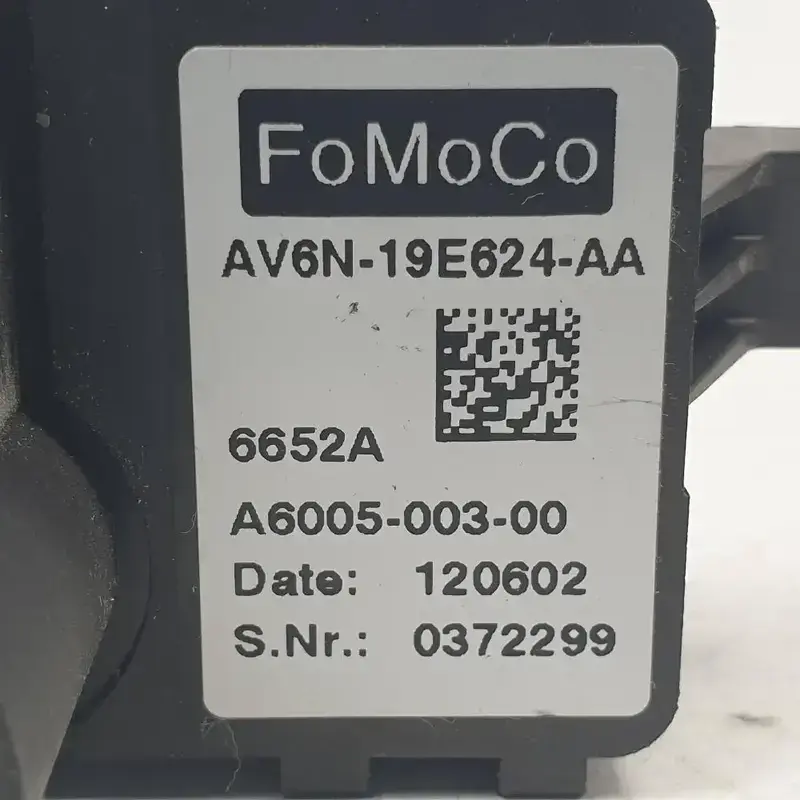 FoMoCo
AV6N-19E624-AA
6652A
A6005-003-00
Date: 120602
S.Nr.: 0372299